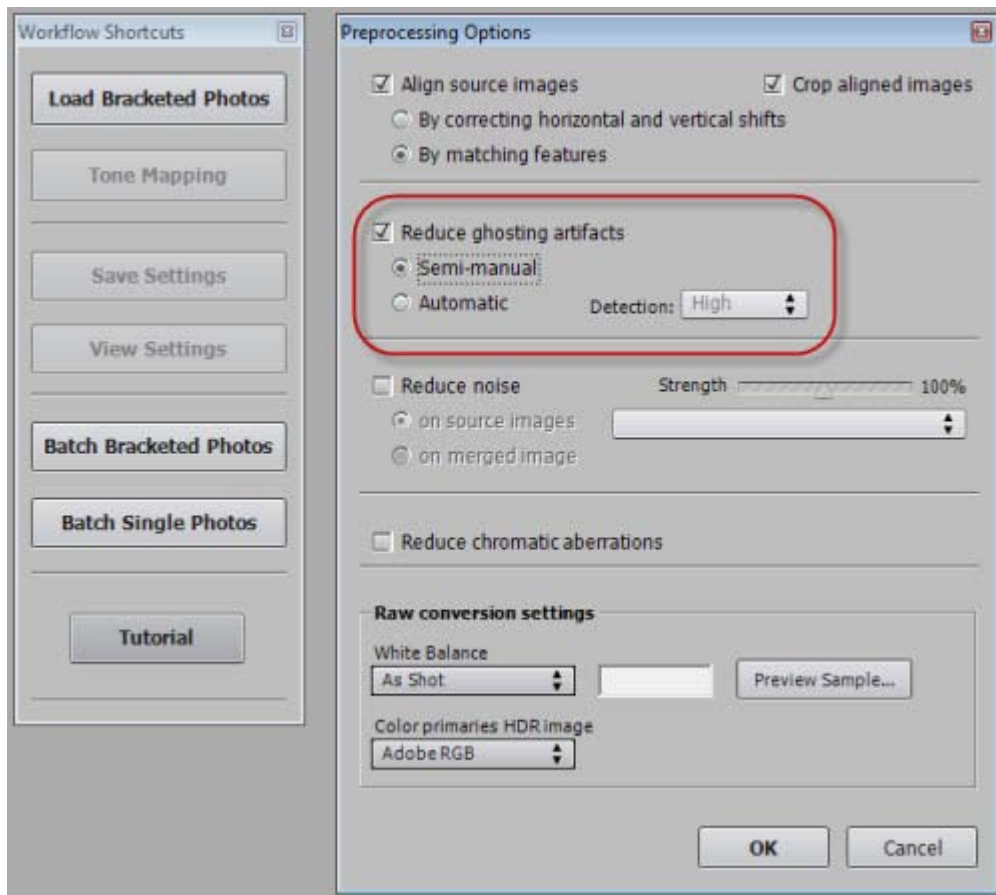 Workflow Shortcuts
Load Bracketed Photos
Tone Mapping
Save Settings
View Settings
Batch Bracketed Photos
Batch Single Photos
Tutorial
Preprocessing Options
Align source images
Crop aligned images
By correcting horizontal and vertical shifts
By matching features
Reduce ghosting artifacts
Semi-manual
Automatic
Detection: High
Reduce noise
Strength 100%
on source images
on merged image
Reduce chromatic aberrations
Raw conversion settings
White Balance
As Shot
Preview Sample...
Color primaries HDR image
Adobe RGB
OK
Cancel